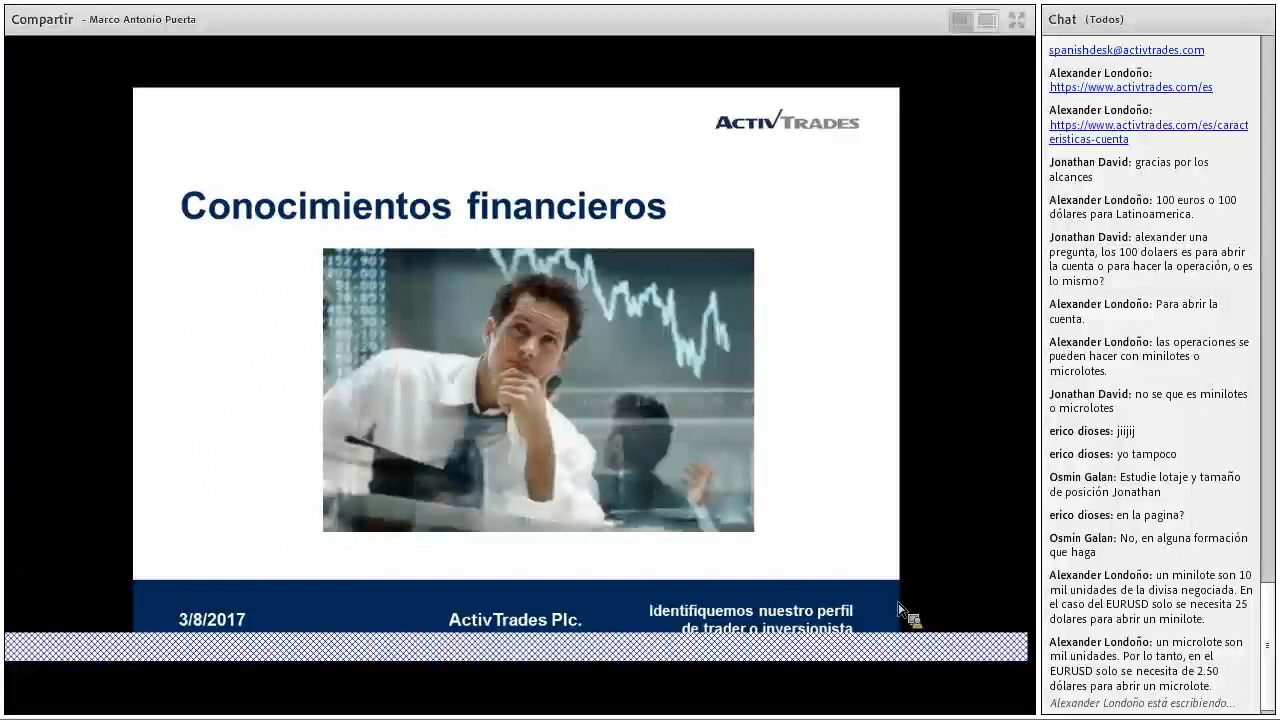 Compartir - Marco Antonio Puerta
ACTIVTRADES
Conocimientos financieros
3/8/2017
ActivTrades Plc.
Identifiquemos nuestro perfil
de trader o inversionista
Chat (Todos)
spanishdesk@activtrades.com
Alexander Londoño:
https://www.activtrades.com/es
Alexander Londoño:
https://www.activtrades.com/es/caract
eristicas-cuenta
Jonathan David: gracias por los
alcances
Alexander Londoño: 100 euros o 100
dólares para Latinoamerica.
Jonathan David: alexander una
pregunta, los 100 dolaers es para abrir
la cuenta o para hacer la operación, o es
lo mismo?
Alexander Londoño: Para abrir la
cuenta.
Alexander Londoño: las operaciones se
pueden hacer con minilotes o
microlotes.
Jonathan David: no se que es minilotes
o microlotes
erico dioses: jiijij
erico dioses: yo tampoco
Osmin Galan: Estudie lotaje y tamaño
de posición Jonathan
erico dioses: en la pagina?
Osmin Galan: No, en alguna formación
que haga
Alexander Londoño: un minilote son 10
mil unidades de la divisa negociada. En
el caso del EURUSD solo se necesita 25
dolares para abrir un minilote.
Alexander Londoño: un microlote son
mil unidades. Por lo tanto, en el
EURUSD solo se necesita de 2.50
dólares para abrir un microlote.
Alexander Londoño está escribiendo...